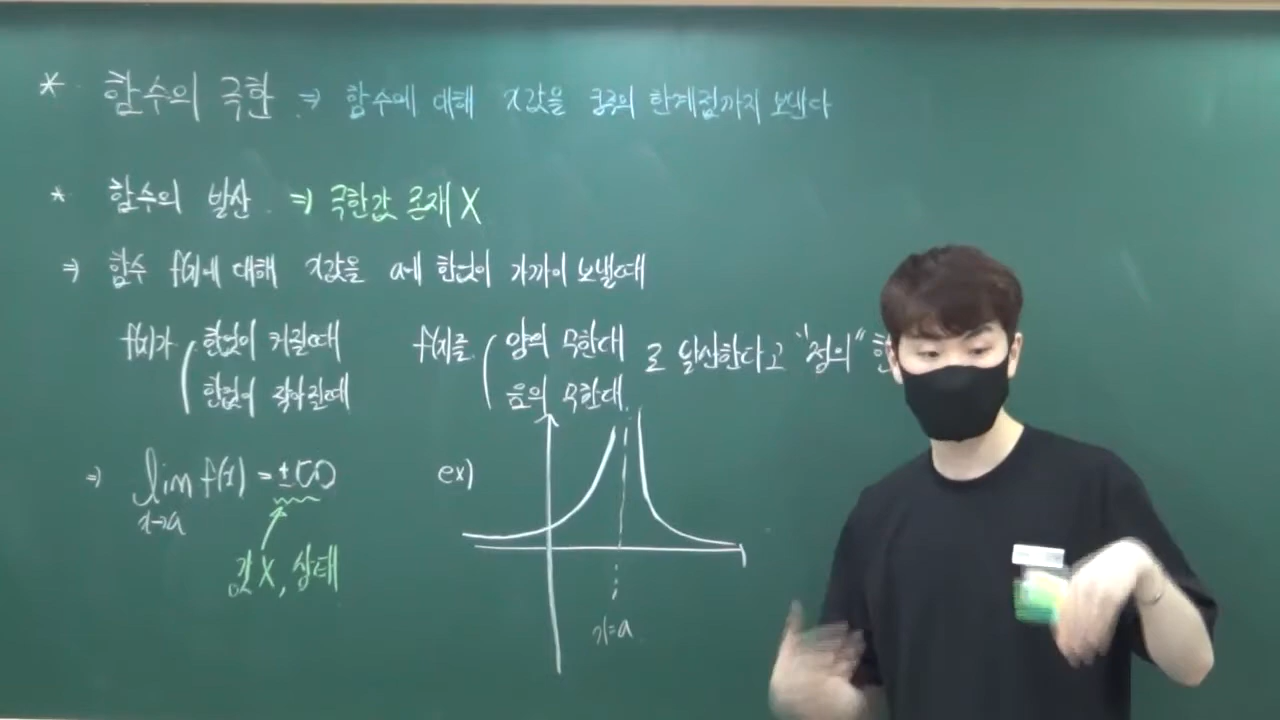 * 함수의 극한 ⇒ 함수에 대해 x값을 궁극의 한계점까지 보낸다
* 함수의 발산 ⇒ 극한값 존재 X
⇒ 함수 f(x)에 대해 x값을 a에 한없이 가까이 보낼때
f(x)가 한없이 커질때 f(x)를 양의 무한대 로 발산한다고 "정의"
한없이 작아질때 음의 무한대
⇒ lim f(x) = ±∞ ex)
x→a
값X, 상태
x=a